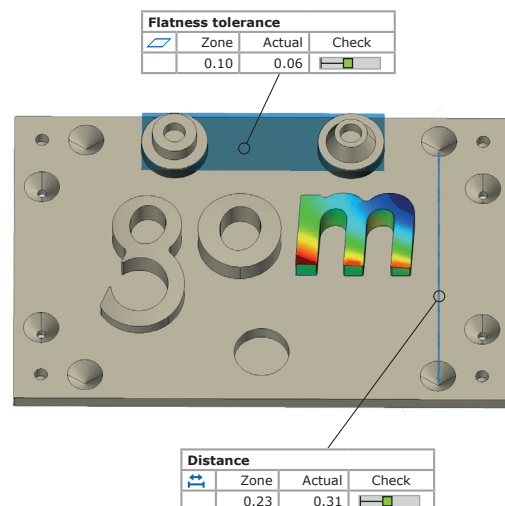 Flatness tolerance
Zone Actual Check
0.10 0.06
gom
Distance
Zone Actual Check
0.23 0.31